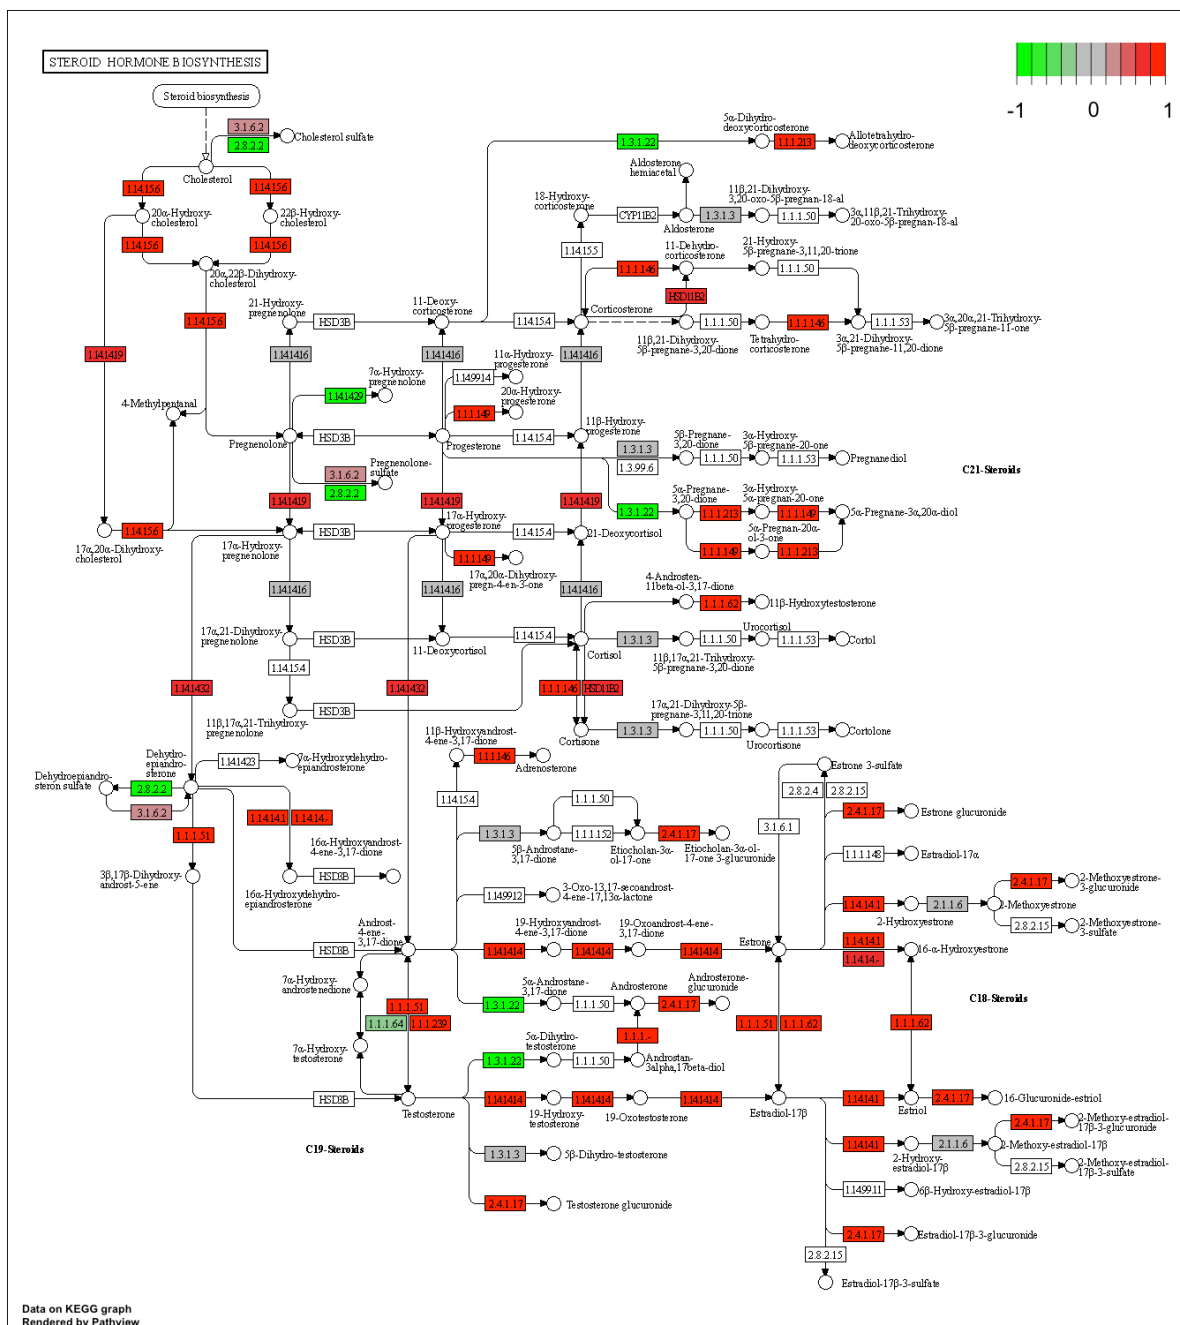 STEROID HORMONE BIOSYNTHESIS
-1 0 1
Steroid biosynthesis
3.1.6.2
2.8.2.2
Cholesterol sulfate
Cholesterol
1.14.15.6
1.14.15.6
20α-Hydroxy-
cholesterol
22β-Hydroxy-
cholesterol
1.14.15.6
1.14.15.6
20α,22β-Dihydroxy-
cholesterol
1.14.15.6
1.14.14.19
4-Methylpentanal
1.14.15.6
17α,20α-Dihydroxy-
cholesterol
1.3.1.22
5α-Dihydro-
deoxycorticosterone
1.1.1.213
Allotetrahydro-
deoxycorticosterone
Aldosterone
hemiacetal
18-Hydroxy-
corticosterone
CYP11B2
Aldosterone
1.3.1.3
11β,21-Dihydroxy-
3,20-oxo-5β-pregnan-18-al
1.1.1.50
3α,11β,21-Trihydroxy-
20-oxo-5β-pregnan-18-al
1.14.15.5
1.1.1.146
11-Dehydro-
corticosterone
21-Hydroxy-
5β-pregnane-3,11,20-trione
1.1.1.50
HSD11B2
21-Hydroxy-
pregnenolone
HSD3B
11-Deoxy-
corticosterone
1.14.15.4
Corticosterone
11β,21-Dihydroxy-
5β-pregnane-3,20-dione
1.1.1.50
Tetrahydro-
corticosterone
1.1.1.146
3α,21-Dihydroxy-
5β-pregnane-11,20-dione
1.1.1.53
3α,20α,21-Trihydroxy-
5β-pregnane-11-one
1.14.14.16
1.14.14.16
1.14.14.16
7α-Hydroxy-
pregnenolone
1.14.14.29
11α-Hydroxy-
progesterone
1.14.99.14
20α-Hydroxy-
progesterone
1.1.1.149
Pregnenolone
HSD3B
Progesterone
1.14.15.4
11β-Hydroxy-
progesterone
1.3.1.3
1.3.99.6
5β-Pregnane-
3,20-dione
1.1.1.50
3α-Hydroxy-
5β-pregnane-20-one
1.1.1.53
Pregnanediol
C21-Steroids
3.1.6.2
2.8.2.2
Pregnenolone-
sulfate
1.14.14.19
1.14.14.19
1.14.14.19
1.3.1.22
5α-Pregnane-
3,20-dione
1.1.1.213
3α-Hydroxy-
5α-pregnan-20-one
1.1.1.149
5α-Pregnane-3α,20α-diol
1.1.1.149
5α-Pregnan-20α-
ol-3-one
1.1.1.213
17α-Hydroxy-
pregnenolone
HSD3B
17α-Hydroxy-
progesterone
1.14.15.4
21-Deoxycortisol
1.1.1.149
17α,20α-Dihydroxy-
pregn-4-en-3-one
1.14.14.16
1.14.14.16
1.14.14.16
4-Androsten-
11beta-ol-3,17-dione
1.1.1.62
11β-Hydroxytestosterone
17α,21-Dihydroxy-
pregnenolone
HSD3B
11-Deoxycortisol
1.14.15.4
Cortisol
1.3.1.3
11β,17α,21-Trihydroxy-
5β-pregnane-3,20-dione
1.1.1.50
Urocortisol
1.1.1.53
Cortol
1.14.15.4
1.14.14.32
1.14.14.32
1.1.1.146
HSD11B2
11β,17α,21-Trihydroxy-
pregnenolone
HSD3B
Cortisone
1.3.1.3
17α,21-Dihydroxy-5β-
pregnane-3,11,20-trione
1.1.1.50
Urocortisone
1.1.1.53
Cortolone
11β-Hydroxyandrost-
4-ene-3,17-dione
1.1.1.146
Adrenosterone
1.14.15.4
Dehydroepiandro-
steron sulfate
Dehydro-
epiandro-
sterone
2.8.2.2
3.1.6.2
1.14.14.23
7α-Hydroxydehydro-
epiandrosterone
1.1.1.51
1.14.14.1
1.14.14.-
16α-Hydroxyandrost-
4-ene-3,17-dione
HSD3B
16α-Hydroxydehydro-
epiandrosterone
3β,17β-Dihydroxy-
androst-5-ene
1.3.1.3
5β-Androstane-
3,17-dione
1.1.1.50
1.1.1.152
Etiocholan-3α-
ol-17-one
2.4.1.17
Etiocholan-3α-ol-
17-one 3-glucuronide
1.14.99.12
3-Oxo-13,17-secoandrost-
4-ene-17,13α-lactone
Estrone 3-sulfate
2.8.2.4
2.8.2.15
3.1.6.1
2.4.1.17
Estrone glucuronide
1.1.1.148
Estradiol-17α
1.14.14.1
2-Hydroxyestrone
2.1.1.6
2-Methoxyestrone
2.4.1.17
2-Methoxyestrone-
3-glucuronide
2.8.2.15
2-Methoxyestrone-
3-sulfate
HSD3B
Androst-
4-ene-
3,17-dione
1.14.14.14
19-Hydroxyandrost-
4-ene-3,17-dione
1.14.14.14
19-Oxoandrost-4-ene-
3,17-dione
1.14.14.14
Estrone
1.14.14.1
1.14.14.-
16-α-Hydroxyestrone
C18-Steroids
7α-Hydroxy-
androstenedione
1.3.1.22
5α-Androstane-
3,17-dione
1.1.1.50
Androsterone
2.4.1.17
Androsterone-
glucuronide
1.1.1.51
1.1.1.64
1.1.1.239
1.1.1.-
1.1.1.51
1.1.1.62
1.1.1.62
7α-Hydroxy-
testosterone
1.3.1.22
5α-Dihydro-
testosterone
1.1.1.50
Androstan-
3alpha,17beta-diol
HSD3B
Testosterone
1.14.14.14
19-Hydroxy-
testosterone
1.14.14.14
19-Oxotestosterone
1.14.14.14
Estradiol-17β
1.14.14.1
Estriol
2.4.1.17
16-Glucuronide-estriol
C19-Steroids
1.3.1.3
5β-Dihydro-testosterone
2.4.1.17
Testosterone glucuronide
1.14.14.1
2-Hydroxy-
estradiol-17β
2.1.1.6
2-Methoxy-estradiol-17β
2.4.1.17
2-Methoxy-estradiol-
17β-3-glucuronide
2.8.2.15
2-Methoxy-estradiol-
17β-3-sulfate
1.14.99.11
6β-Hydroxy-estradiol-17β
2.4.1.17
Estradiol-17β-3-glucuronide
2.8.2.15
Estradiol-17β-3-sulfate
Data on KEGG graph
Rendered by Pathview